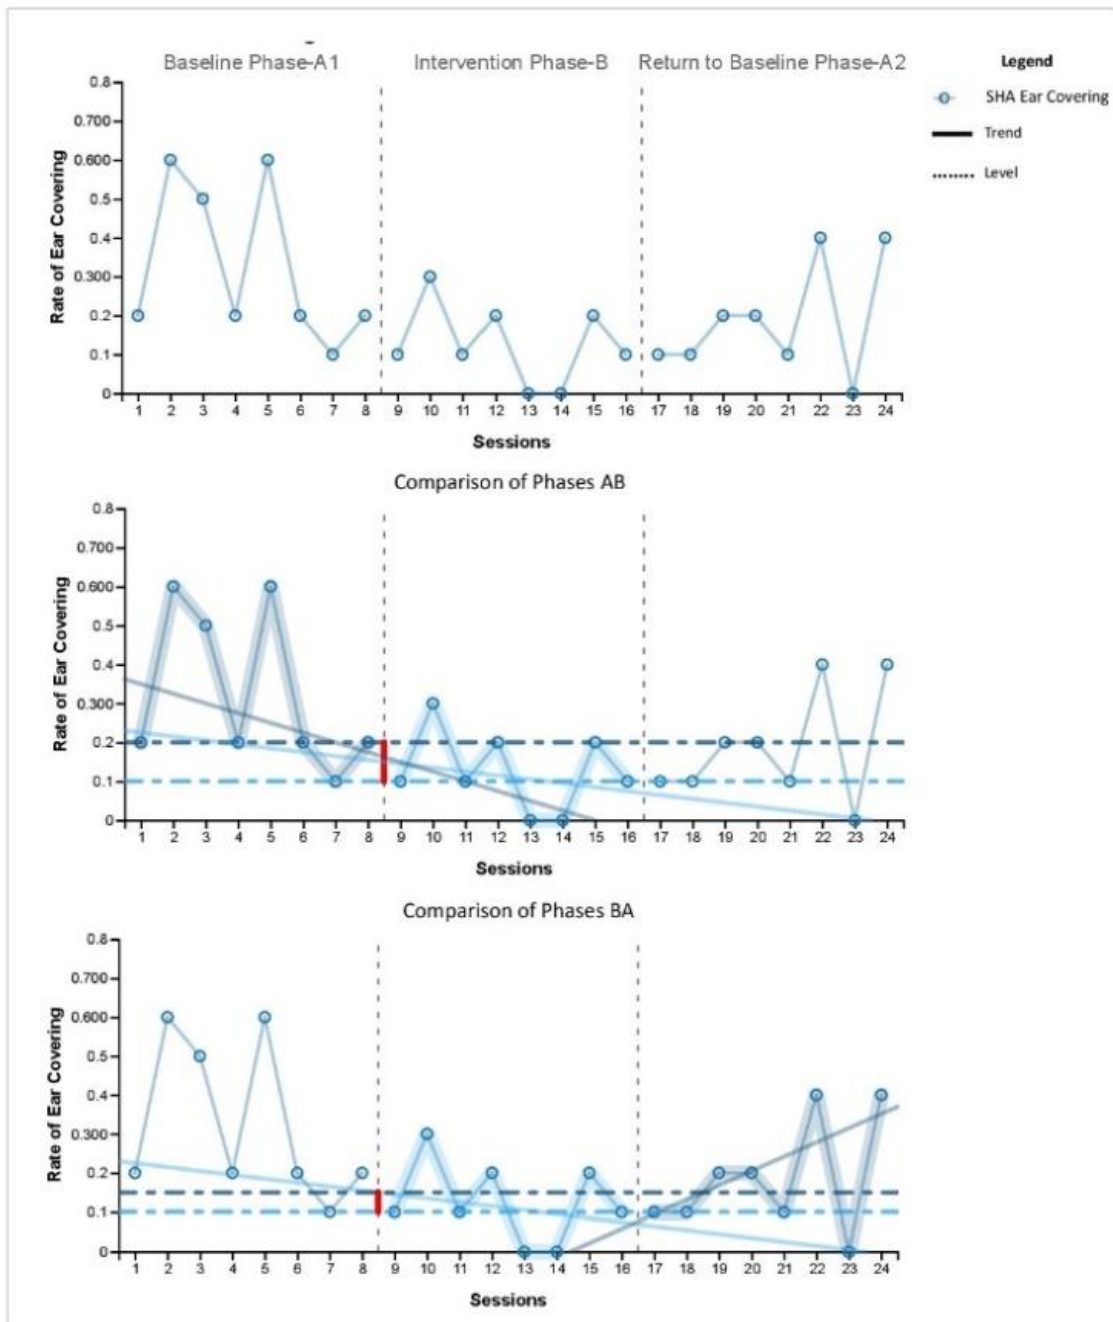 Baseline Phase-A1 Intervention Phase-B Return to Baseline Phase-A2
Legend
SHA Ear Covering
Trend
Level
Rate of Ear Covering
0.8
0.700
0.600
0.5
0.4
0.300
0.2
0.1
0
1 2 3 4 5 6 7 8 9 10 11 12 13 14 15 16 17 18 19 20 21 22 23 24
Sessions
Comparison of Phases AB
Rate of Ear Covering
0.8
0.700
0.600
0.5
0.4
0.300
0.2
0.1
0
1 2 3 4 5 6 7 8 9 10 11 12 13 14 15 16 17 18 19 20 21 22 23 24
Sessions
Comparison of Phases BA
Rate of Ear Covering
0.8
0.700
0.600
0.5
0.4
0.300
0.2
0.1
0
1 2 3 4 5 6 7 8 9 10 11 12 13 14 15 16 17 18 19 20 21 22 23 24
Sessions